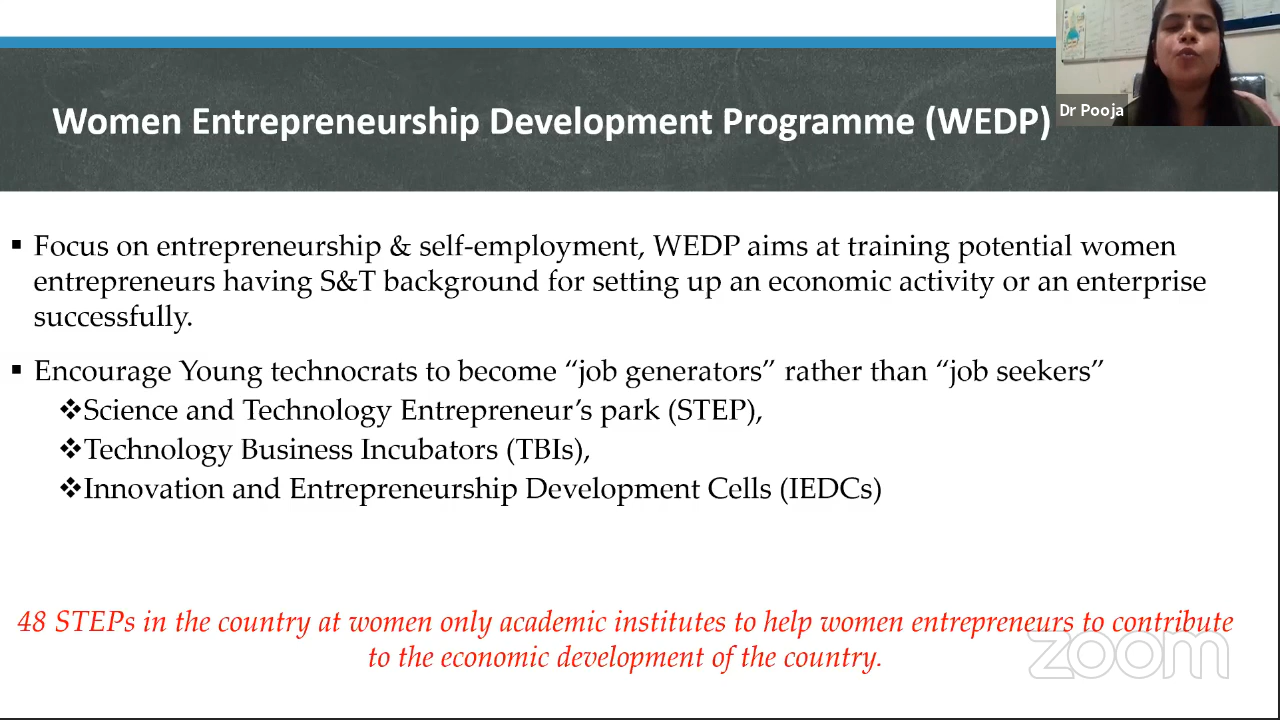 Women Entrepreneurship Development Programme (WEDP)
Dr Pooja
▪ Focus on entrepreneurship & self-employment, WEDP aims at training potential women
entrepreneurs having S&T background for setting up an economic activity or an enterprise
successfully.
▪ Encourage Young technocrats to become “job generators” rather than “job seekers”
❖Science and Technology Entrepreneur’s park (STEP),
❖Technology Business Incubators (TBIs),
❖Innovation and Entrepreneurship Development Cells (IEDCs)
48 STEPs in the country at women only academic institutes to help women entrepreneurs to contribute
to the economic development of the country.
zoom